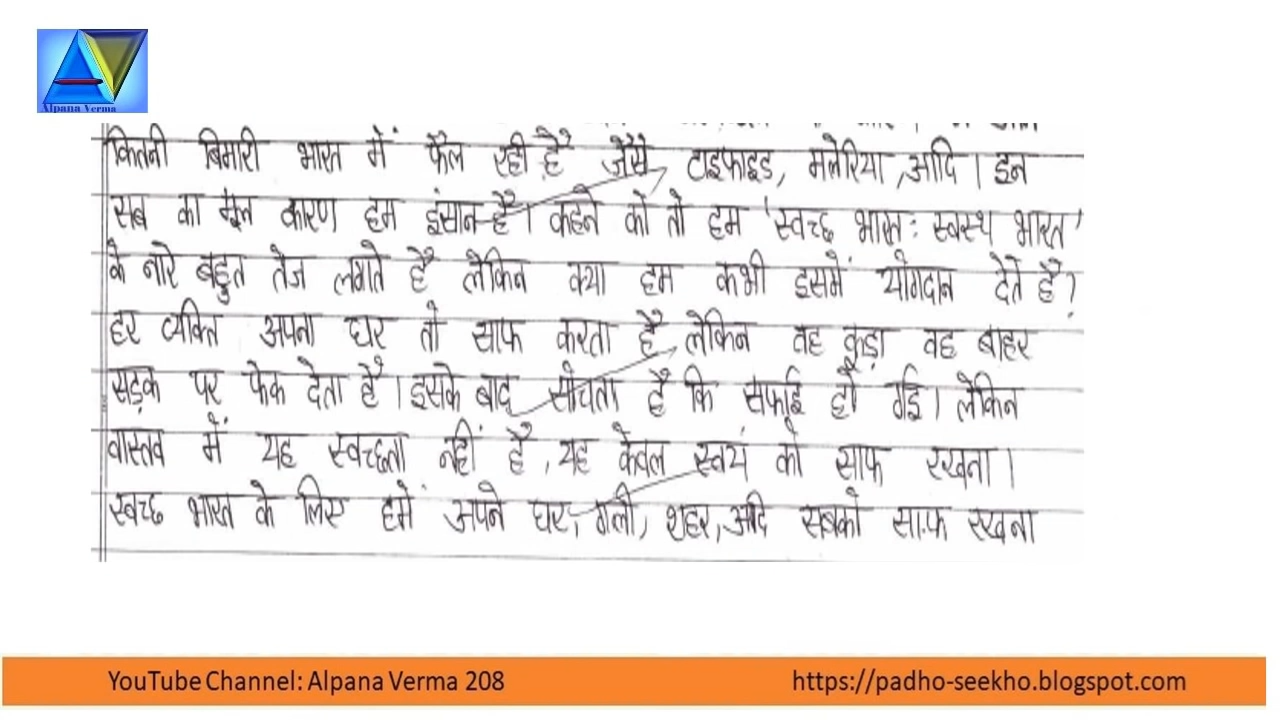 Alpana Verma
कितनी बिमारी भारत में फैल रही है जैसे, टाइफाइड, मलेरिया, आदि। इन
सब का मूल कारण हम इंसान है। कहने को तो हम 'स्वच्छ भारत: स्वस्थ भारत'
के नारे बहुत तेज लगाते है लेकिन क्या हम कभी इसमें योगदान देते है?
हर व्यक्ति अपना घर तो साफ करता है, लेकिन वह कुड़ा वह बाहर
सड़क पर फेक देता है। इसके बाद सोचता है कि सफाई हो गई। लेकिन
वास्तव में यह स्वच्छता नहीं है, यह केवल स्वयं को साफ रखना।
स्वच्छ भारत के लिए हमें अपने घर, गली, शहर, आदि सबको साफ रखना
YouTube Channel: Alpana Verma 208
https://padho-seekho.blogspot.com